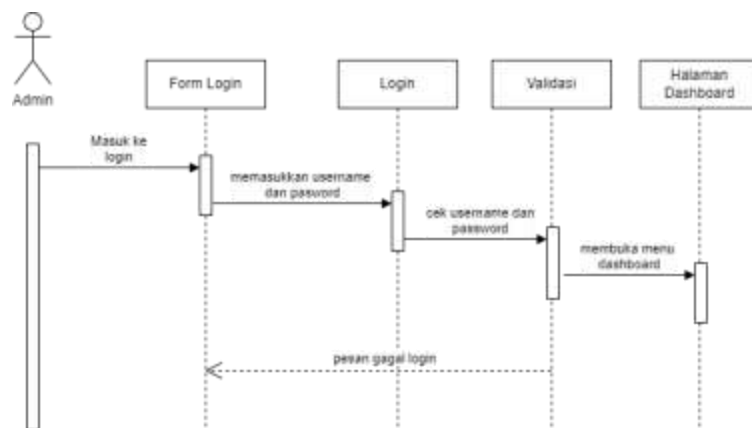 Admin
Form Login
Login
Validasi
Halaman
Dashboard
Masuk ke
login
memasukkan username
dan pasword
cek username dan
password
membuka menu
dashboard
pesan gagal login